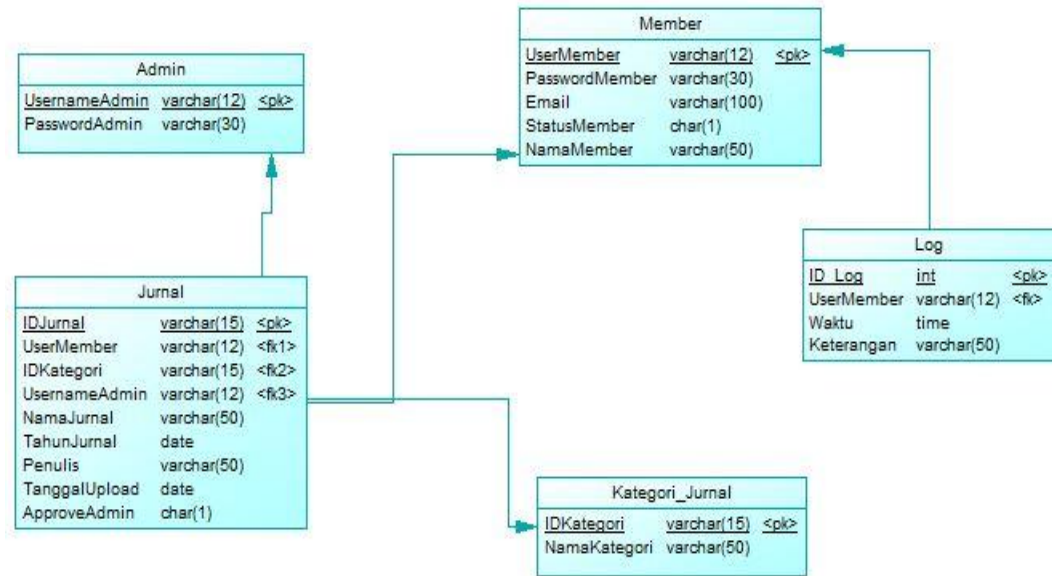 Admin
UsernameAdmin varchar(12) <pk>
PasswordAdmin varchar(30)
Member
UserMember varchar(12) <pk>
PasswordMember varchar(30)
Email varchar(100)
StatusMember char(1)
NamaMember varchar(50)
Log
ID_Log int <pk>
UserMember varchar(12) <fk>
Waktu time
Keterangan varchar(50)
Jurnal
IDJurnal varchar(15) <pk>
UserMember varchar(12) <fk1>
IDKategori varchar(15) <fk2>
UsernameAdmin varchar(12) <fk3>
NamaJurnal varchar(50)
TahunJurnal date
Penulis varchar(50)
TanggalUpload date
ApproveAdmin char(1)
Kategori_Jurnal
IDKategori varchar(15) <pk>
NamaKategori varchar(50)